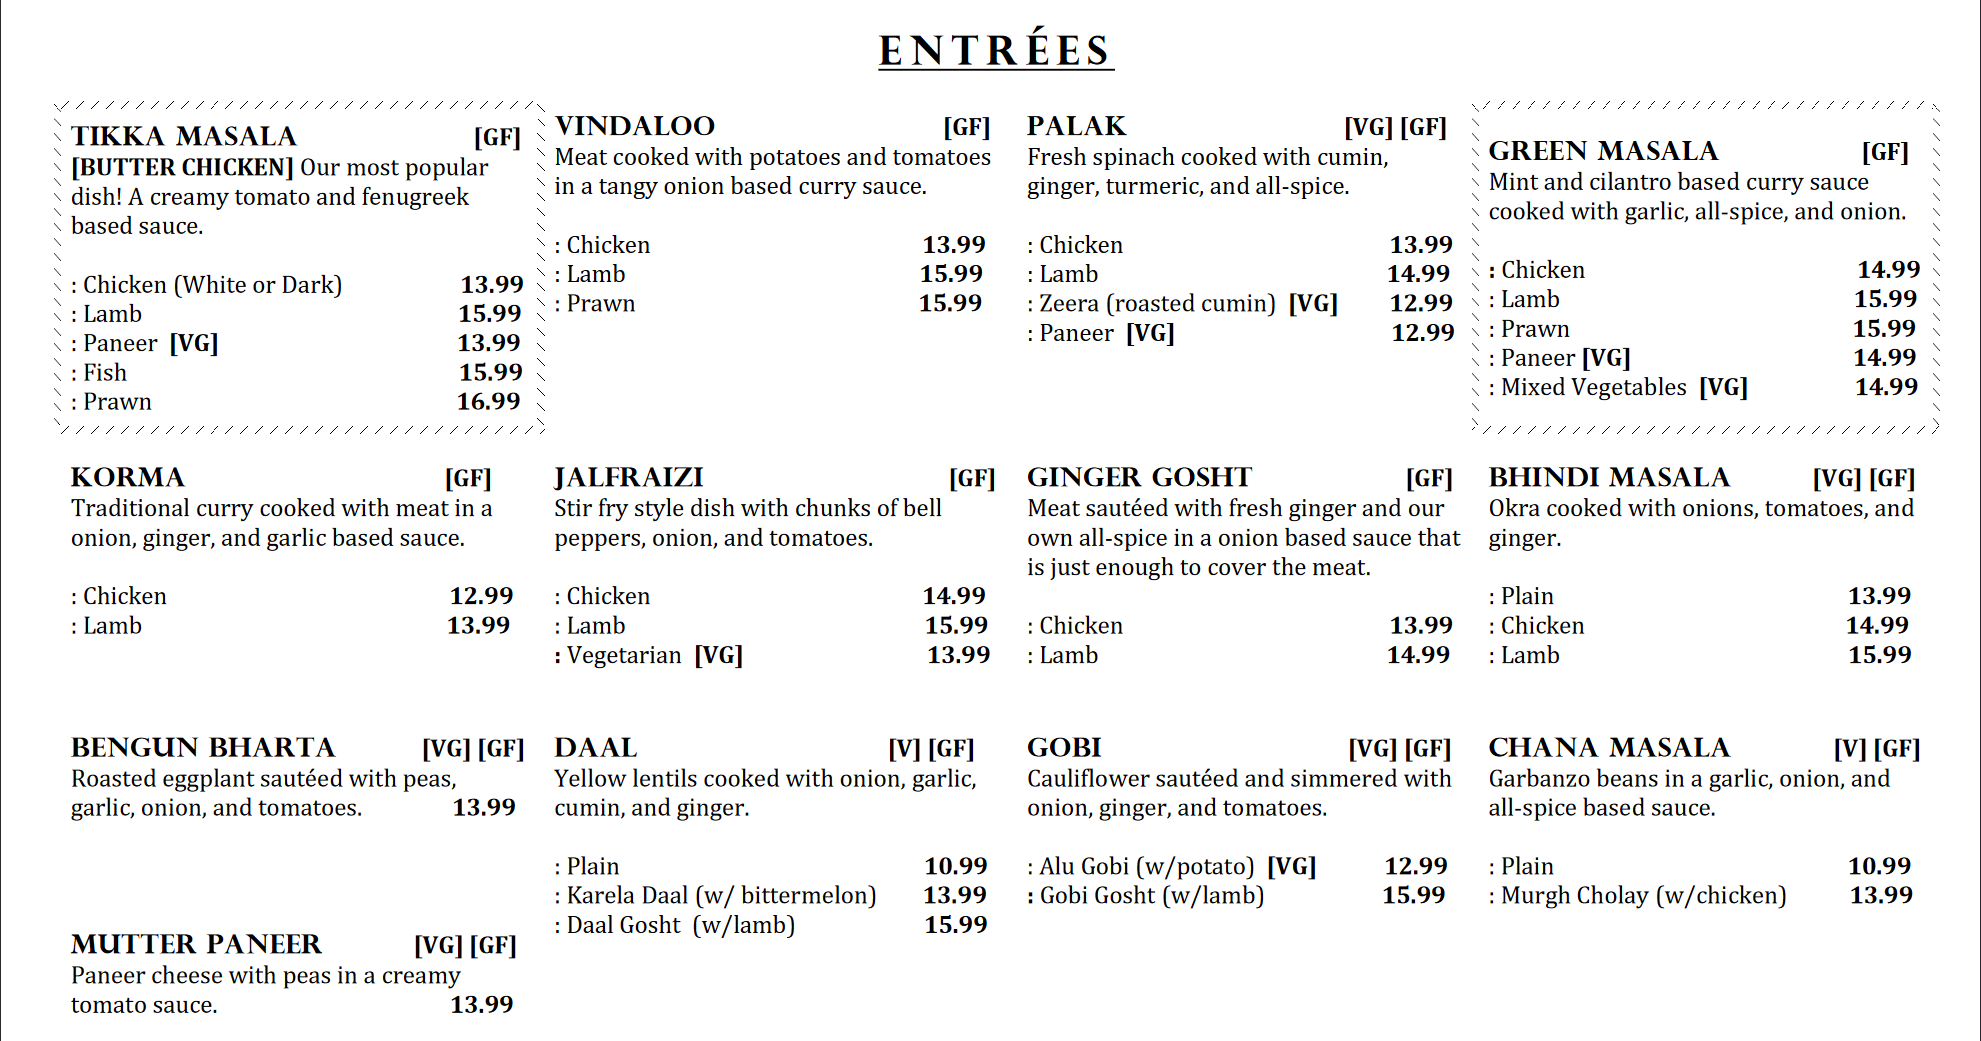 ENTRÉES
TIKKA MASALA [GF]
[BUTTER CHICKEN] Our most popular
dish! A creamy tomato and fenugreek
based sauce.
: Chicken (White or Dark) 13.99
: Lamb 15.99
: Paneer [VG] 13.99
: Fish 15.99
: Prawn 16.99
VINDALOO [GF]
Meat cooked with potatoes and tomatoes
in a tangy onion based curry sauce.
: Chicken 13.99
: Lamb 15.99
: Prawn 15.99
PALAK [VG] [GF]
Fresh spinach cooked with cumin,
ginger, turmeric, and all-spice.
: Chicken 13.99
: Lamb 14.99
: Zeera (roasted cumin) [VG] 12.99
: Paneer [VG] 12.99
GREEN MASALA [GF]
Mint and cilantro based curry sauce
cooked with garlic, all-spice, and onion.
: Chicken 14.99
: Lamb 15.99
: Prawn 15.99
: Paneer [VG] 14.99
: Mixed Vegetables [VG] 14.99
KORMA [GF]
Traditional curry cooked with meat in a
onion, ginger, and garlic based sauce.
: Chicken 12.99
: Lamb 13.99
JALFRAIZI [GF]
Stir fry style dish with chunks of bell
peppers, onion, and tomatoes.
: Chicken 14.99
: Lamb 15.99
: Vegetarian [VG] 13.99
GINGER GOSHT [GF]
Meat sautéed with fresh ginger and our
own all-spice in a onion based sauce that
is just enough to cover the meat.
: Chicken 13.99
: Lamb 14.99
BHINDI MASALA [VG] [GF]
Okra cooked with onions, tomatoes, and
ginger.
: Plain 13.99
: Chicken 14.99
: Lamb 15.99
BENGUN BHARTA [VG] [GF]
Roasted eggplant sautéed with peas,
garlic, onion, and tomatoes. 13.99
MUTTER PANEER [VG] [GF]
Paneer cheese with peas in a creamy
tomato sauce. 13.99
DAAL [V] [GF]
Yellow lentils cooked with onion, garlic,
cumin, and ginger.
: Plain 10.99
: Karela Daal (w/ bittermelon) 13.99
: Daal Gosht (w/lamb) 15.99
GOBI [VG] [GF]
Cauliflower sautéed and simmered with
onion, ginger, and tomatoes.
: Alu Gobi (w/potato) [VG] 12.99
: Gobi Gosht (w/lamb) 15.99
CHANA MASALA [V] [GF]
Garbanzo beans in a garlic, onion, and
all-spice based sauce.
: Plain 10.99
: Murgh Cholay (w/chicken) 13.99